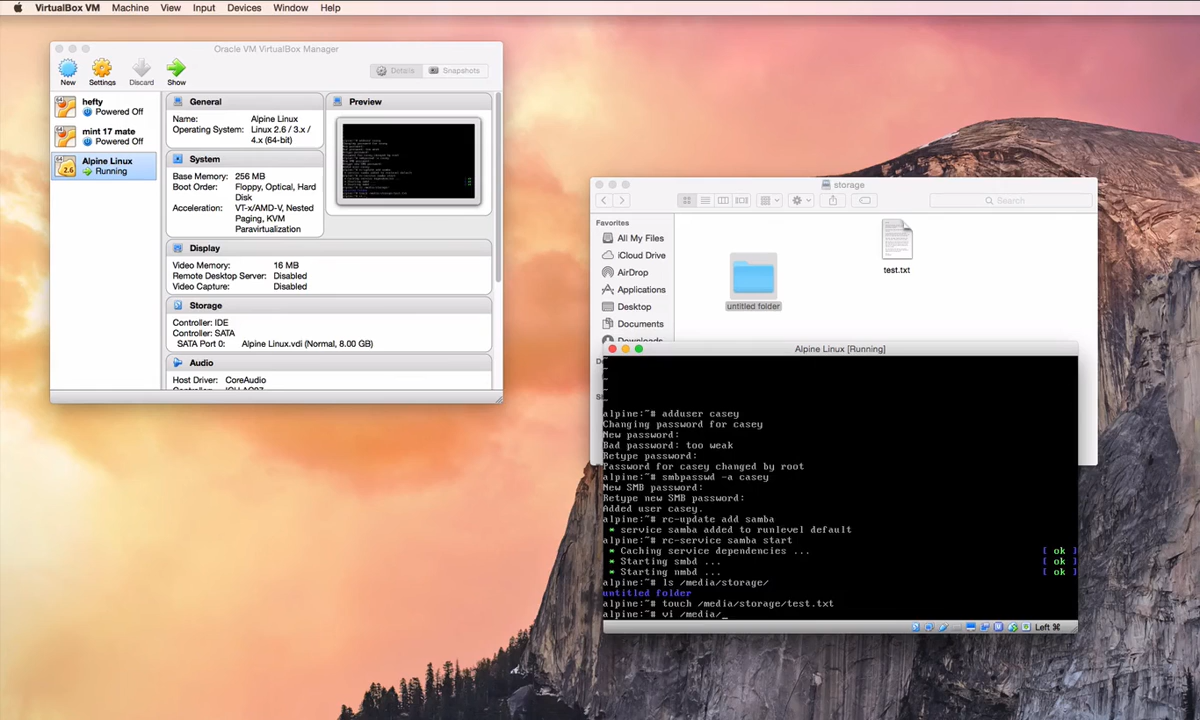 VirtualBox VM Machine View Input Devices Window Help
Oracle VM VirtualBox Manager
New Settings Discard Show
Details Snapshots
hefty
Powered Off
mint 17 mate
Powered Off
Alpine Linux
Running
General
Name: Alpine Linux
Operating System: Linux 2.6 / 3.x /
4.x (64-bit)
System
Base Memory: 256 MB
Boot Order: Floppy, Optical, Hard
Disk
Acceleration: VT-x/AMD-V, Nested
Paging, KVM
Paravirtualization
Preview
Display
Video Memory: 16 MB
Remote Desktop Server: Disabled
Video Capture: Disabled
Storage
Controller: IDE
Controller: SATA
SATA Port 0: Alpine Linux.vdi (Normal, 8.00 GB)
Audio
Host Driver: CoreAudio
storage
Search
Favorites
All My Files
iCloud Drive
AirDrop
Applications
Desktop
Documents
Downloads
untitled folder
test.txt
Alpine Linux [Running]
~
~
~
~
alpine:~# adduser casey
Changing password for casey
New password:
Bad password: too weak
Retype password:
Password for casey changed by root
alpine:~# smbpasswd -a casey
New SMB password:
Retype new SMB password:
Added user casey.
alpine:~# rc-update add samba
* service samba added to runlevel default
alpine:~# rc-service samba start
* Caching service dependencies ... [ ok ]
* Starting smbd ... [ ok ]
* Starting nmbd ... [ ok ]
alpine:~# ls /media/storage/
untitled folder
alpine:~# touch /media/storage/test.txt
alpine:~# vi /media/_
Left ⌘